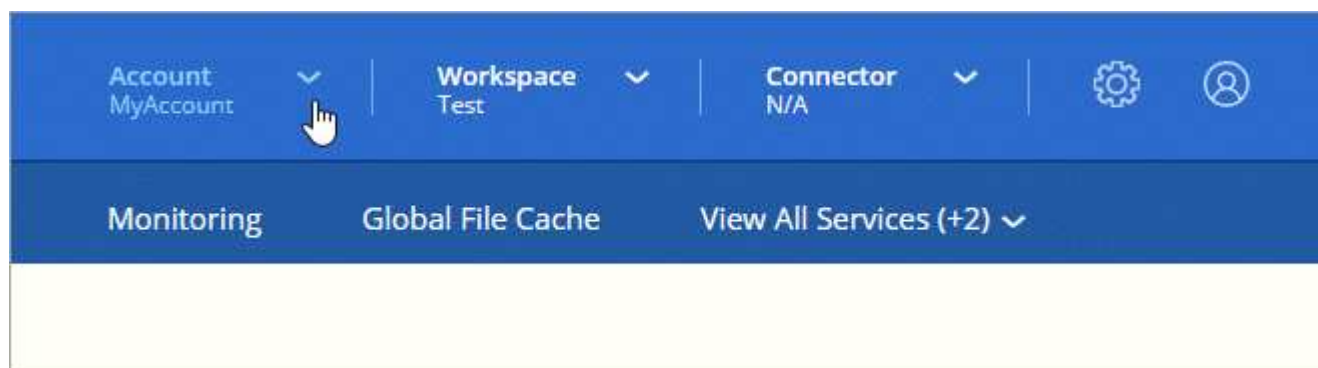 Account
MyAccount
Workspace
Test
Connector
N/A
Monitoring
Global File Cache
View All Services (+2)